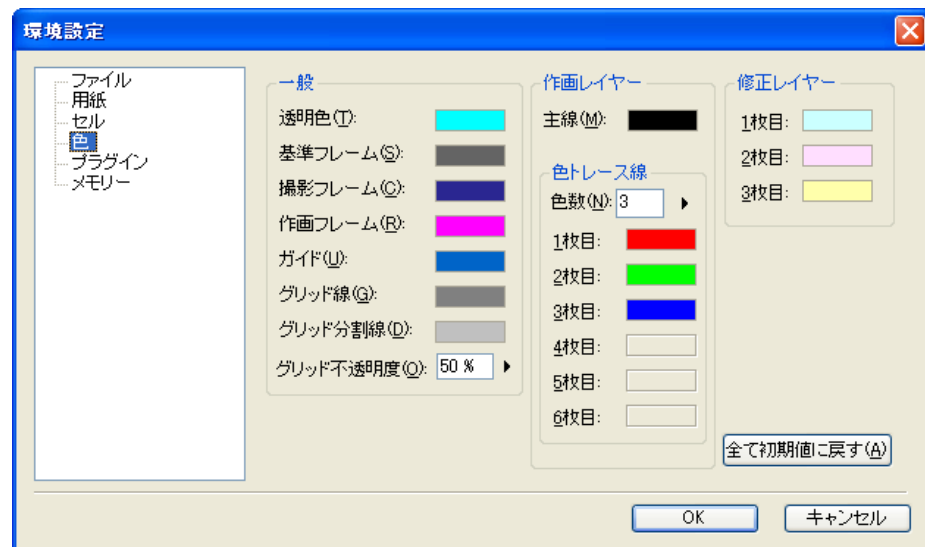 環境設定
ファイル
用紙
セル
色
プラグイン
メモリー
一般
透明色(T):
基準フレーム(S):
撮影フレーム(C):
作画フレーム(R):
ガイド(U):
グリッド線(G):
グリッド分割線(D):
グリッド不透明度(O): 50 %
作画レイヤー
主線(M):
色トレース線
色数(N): 3
1枚目:
2枚目:
3枚目:
4枚目:
5枚目:
6枚目:
修正レイヤー
1枚目:
2枚目:
3枚目:
全て初期値に戻す(A)
OK
キャンセル